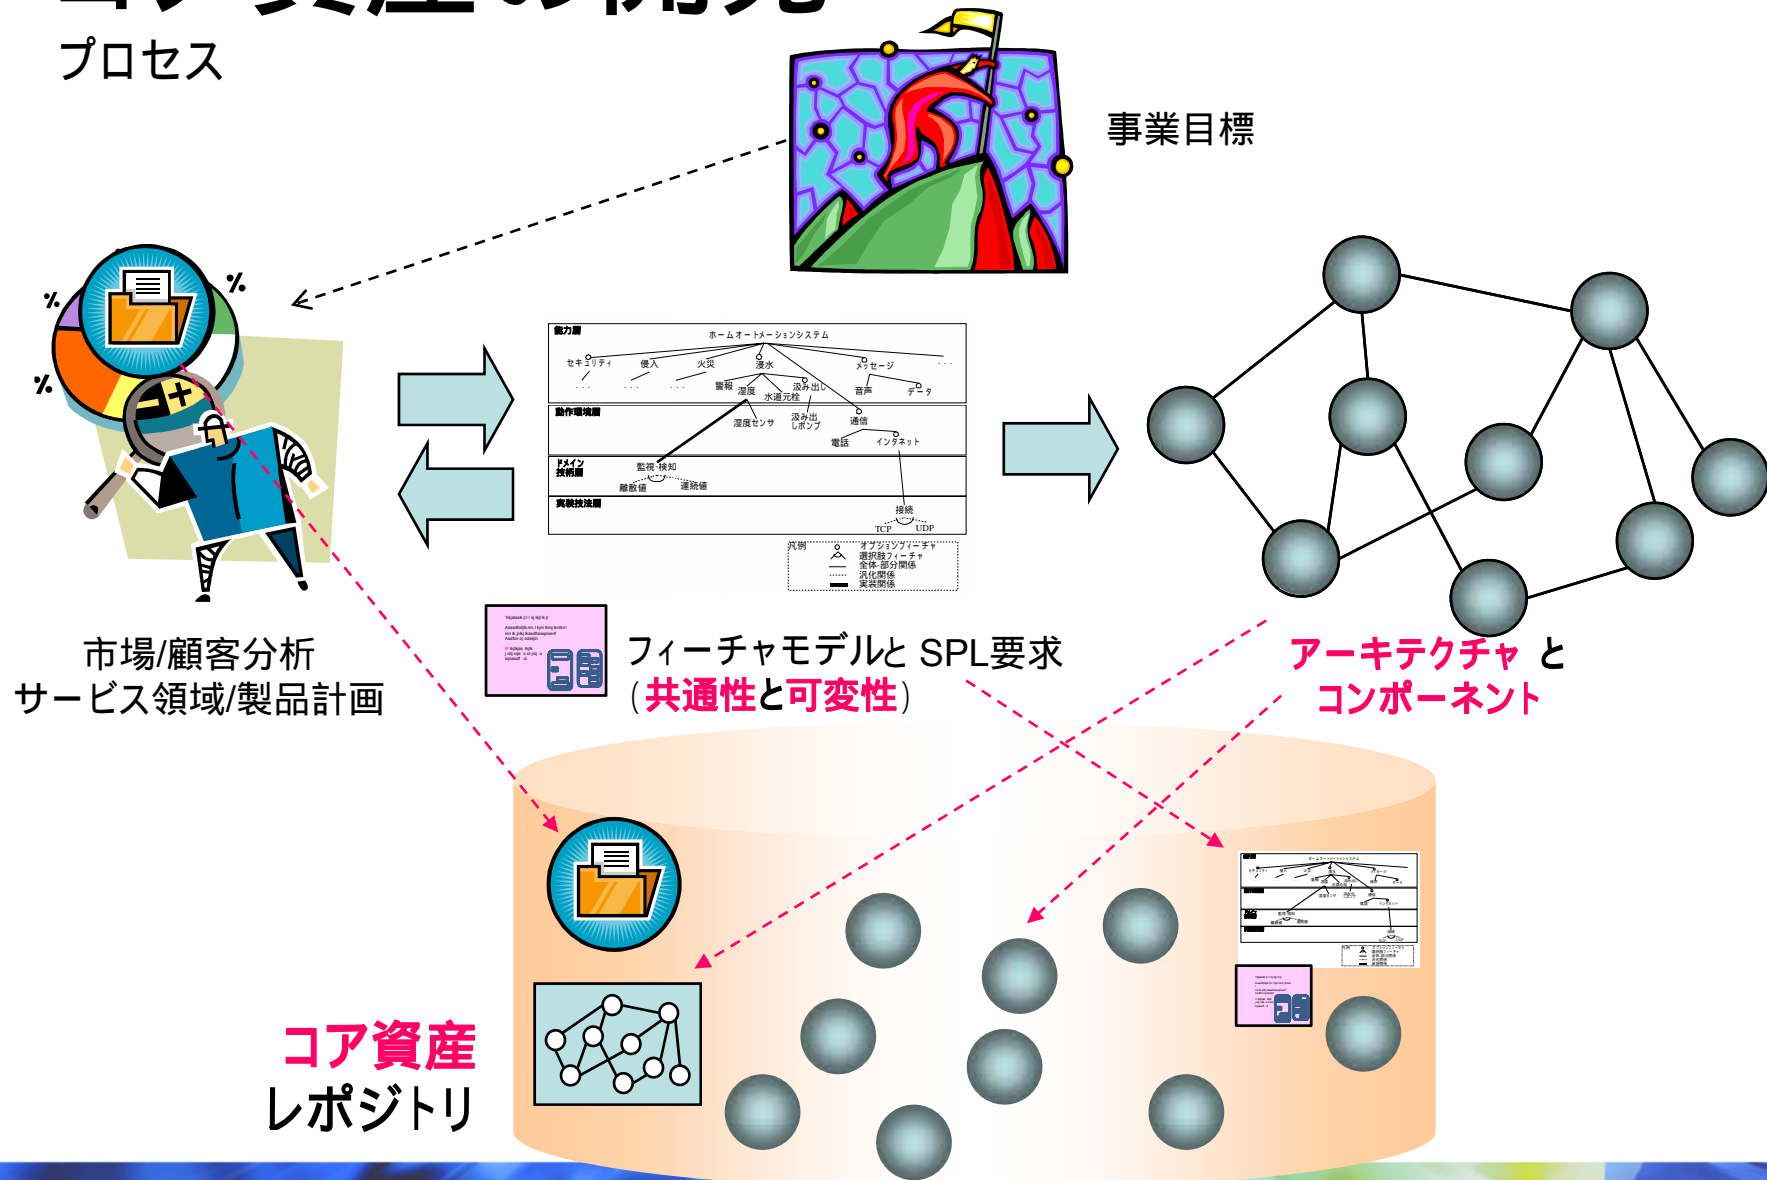 コア資産の開発
プロセス
事業目標
%
%
%
能力層
ホームオートメーションシステム
セキュリティ 侵入 火災 浸水 メッセージ ...
... ... ... 警報 湿度 水道元栓 汲み出し 音声 データ
動作環境層
湿度センサ 汲み出しポンプ 通信
電話 インタネット
ドメイン技術層
監視・検知
離散値 連続値
実装技法層
接続
TCP UDP
凡例
オプションフィーチャ
選択肢フィーチャ
全体-部分関係
汎化関係
実装関係
市場/顧客分析
サービス領域/製品計画
フィーチャモデルと SPL要求
(共通性と可変性)
アーキテクチャ と
コンポーネント
コア資産
レポジトリ